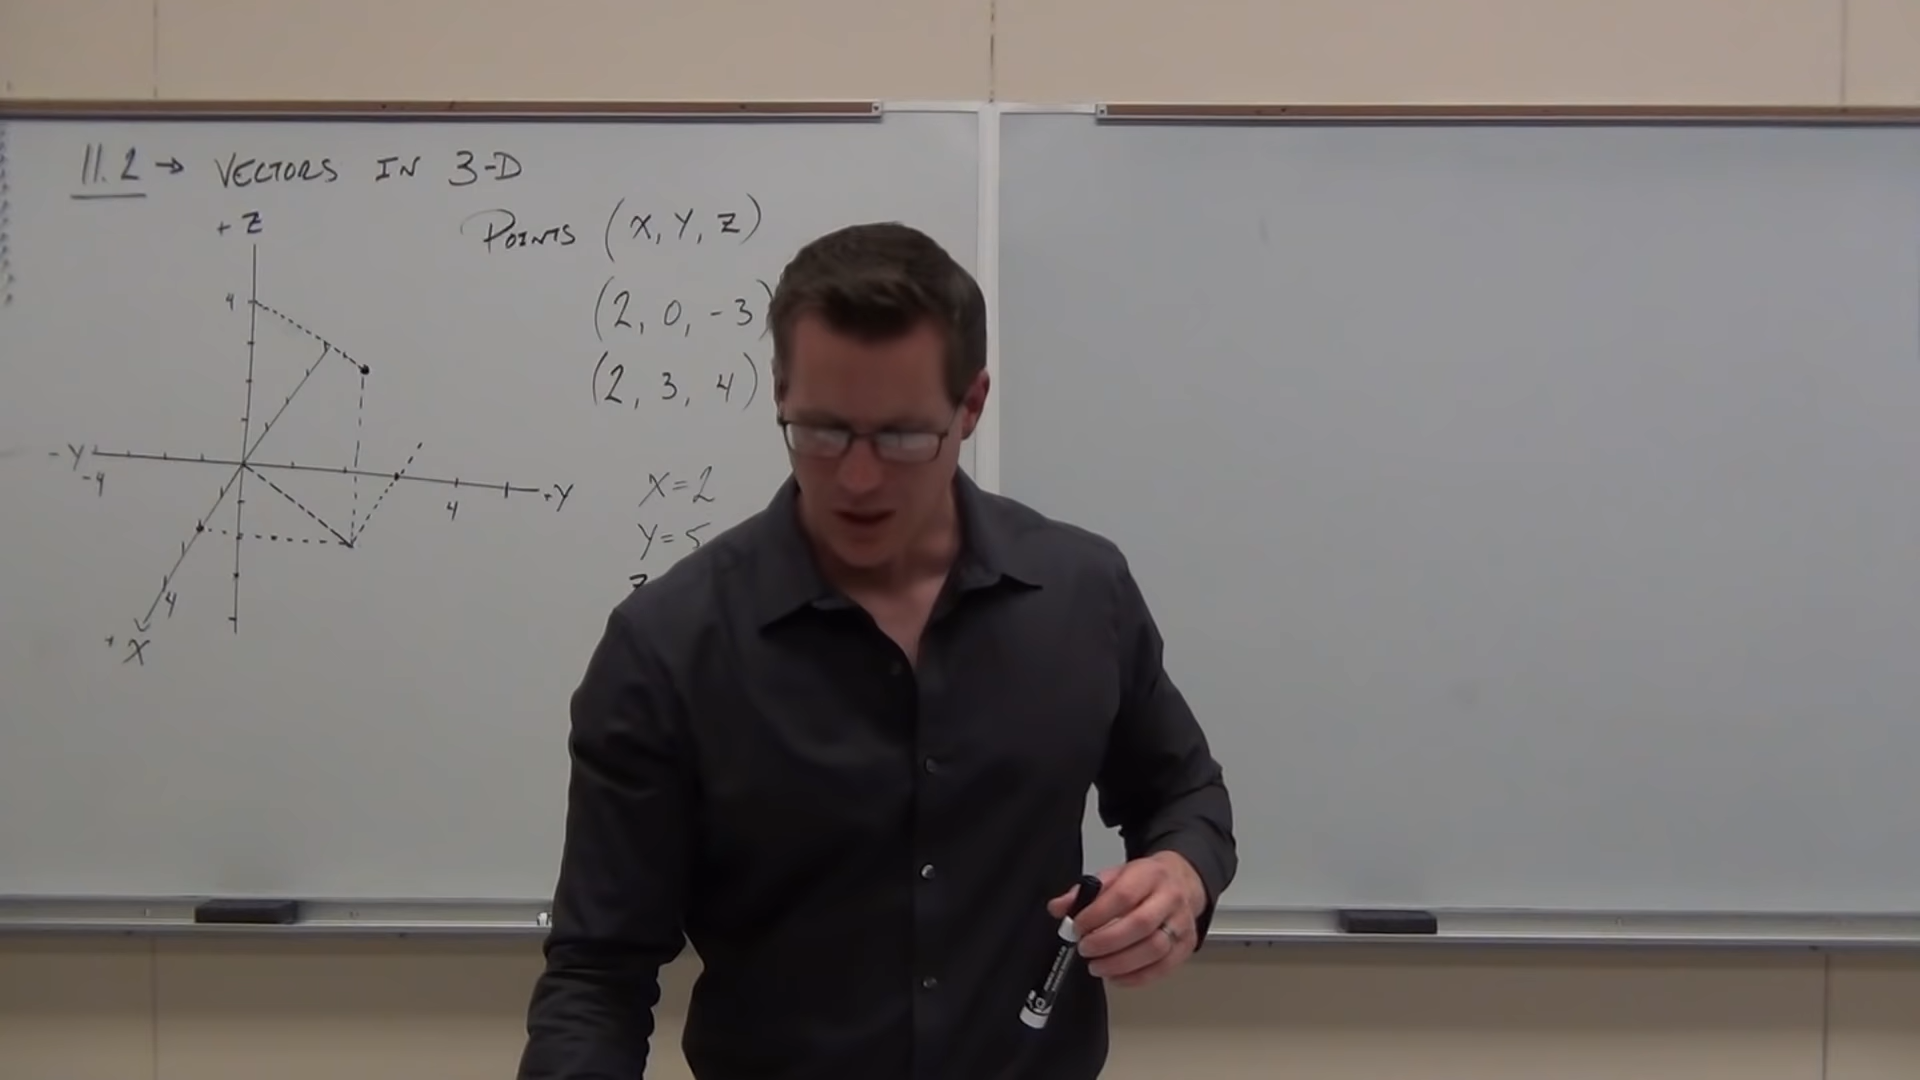 11.2 → VECTORS IN 3-D
+Z
POINTS (X, Y, Z)
4
(2, 0, -3)
(2, 3, 4)
-Y
-4
4
+Y
X=2
Y=5
Z
4
+X